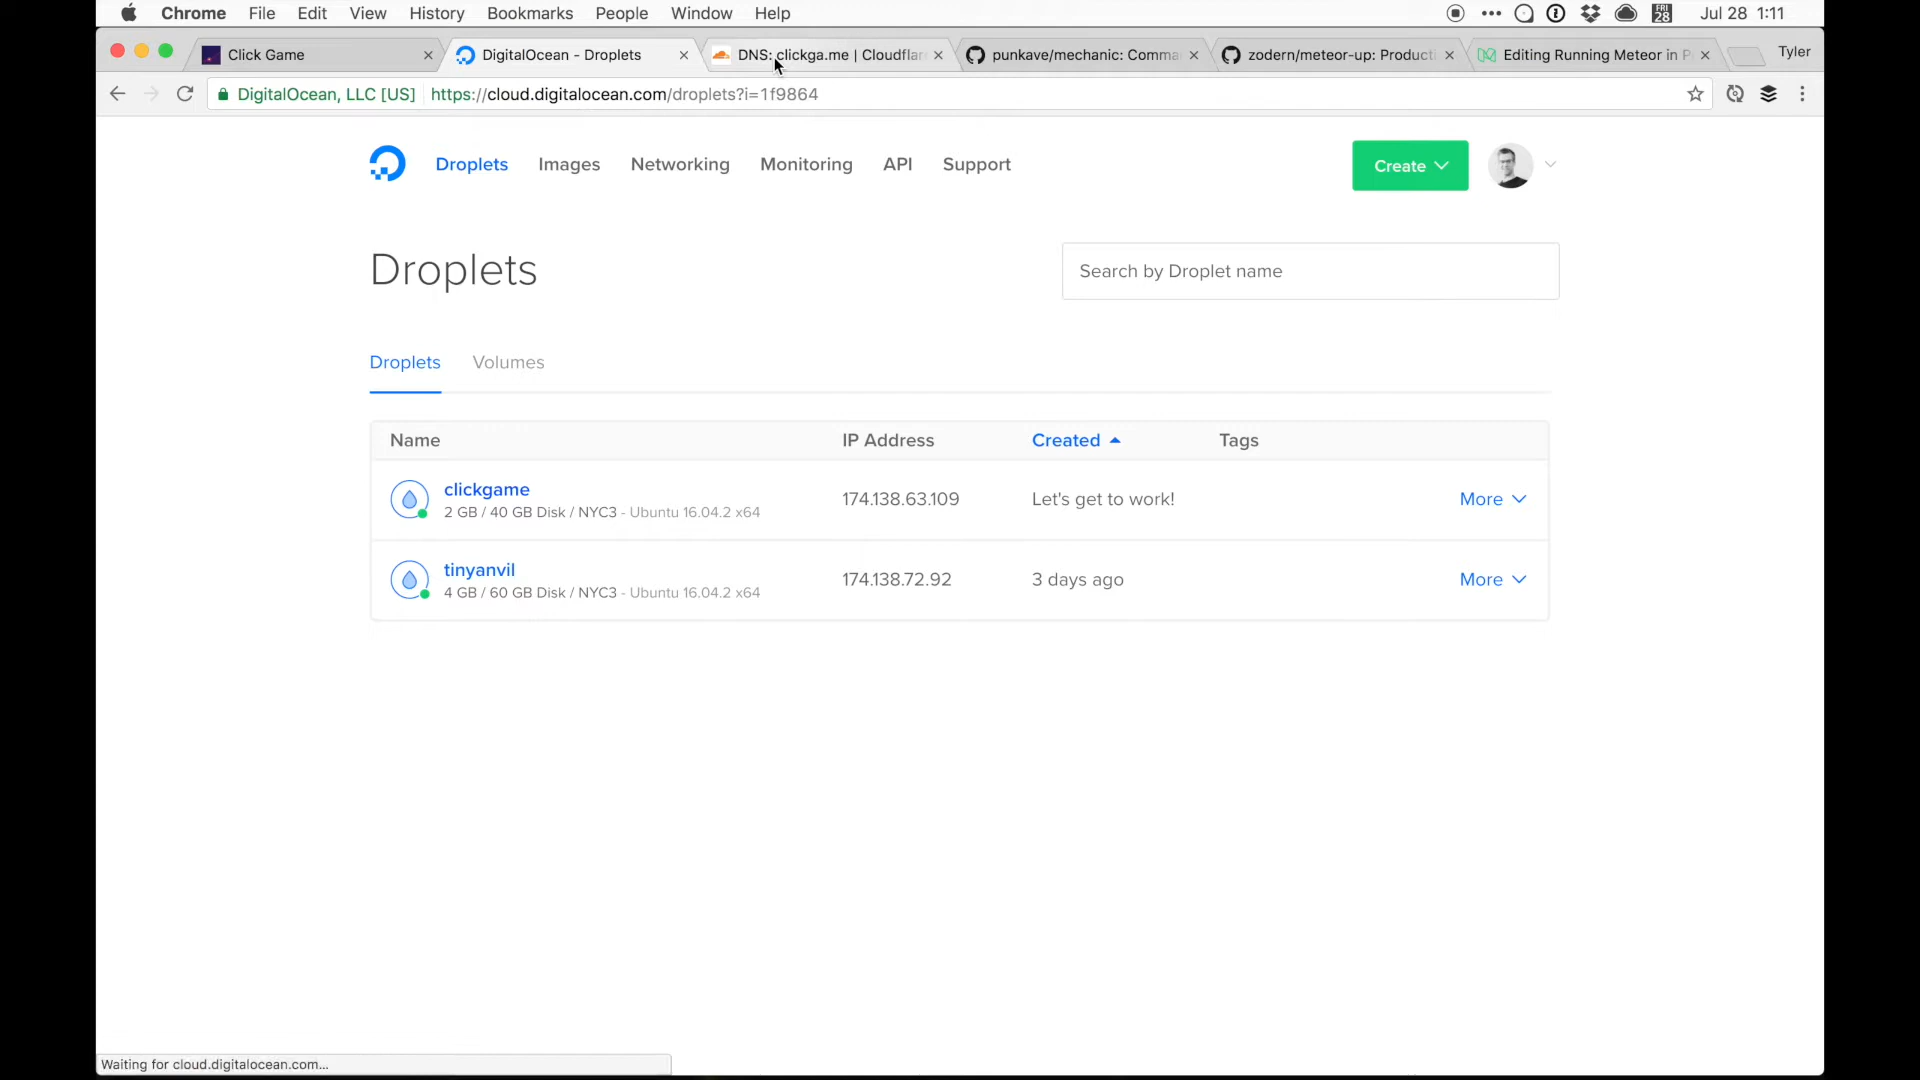 Chrome File Edit View History Bookmarks People Window Help FRI 28 Jul 28 1:11
Click Game DigitalOcean - Droplets DNS: clickga.me | Cloudflar punkave/mechanic: Comma zodern/meteor-up: Producti Editing Running Meteor in P Tyler
DigitalOcean, LLC [US] https://cloud.digitalocean.com/droplets?i=1f9864
Droplets Images Networking Monitoring API Support Create
Droplets
Search by Droplet name
Droplets Volumes
Name IP Address Created Tags
clickgame
2 GB / 40 GB Disk / NYC3 - Ubuntu 16.04.2 x64
174.138.63.109 Let's get to work! More
tinyanvil
4 GB / 60 GB Disk / NYC3 - Ubuntu 16.04.2 x64
174.138.72.92 3 days ago More
Waiting for cloud.digitalocean.com...